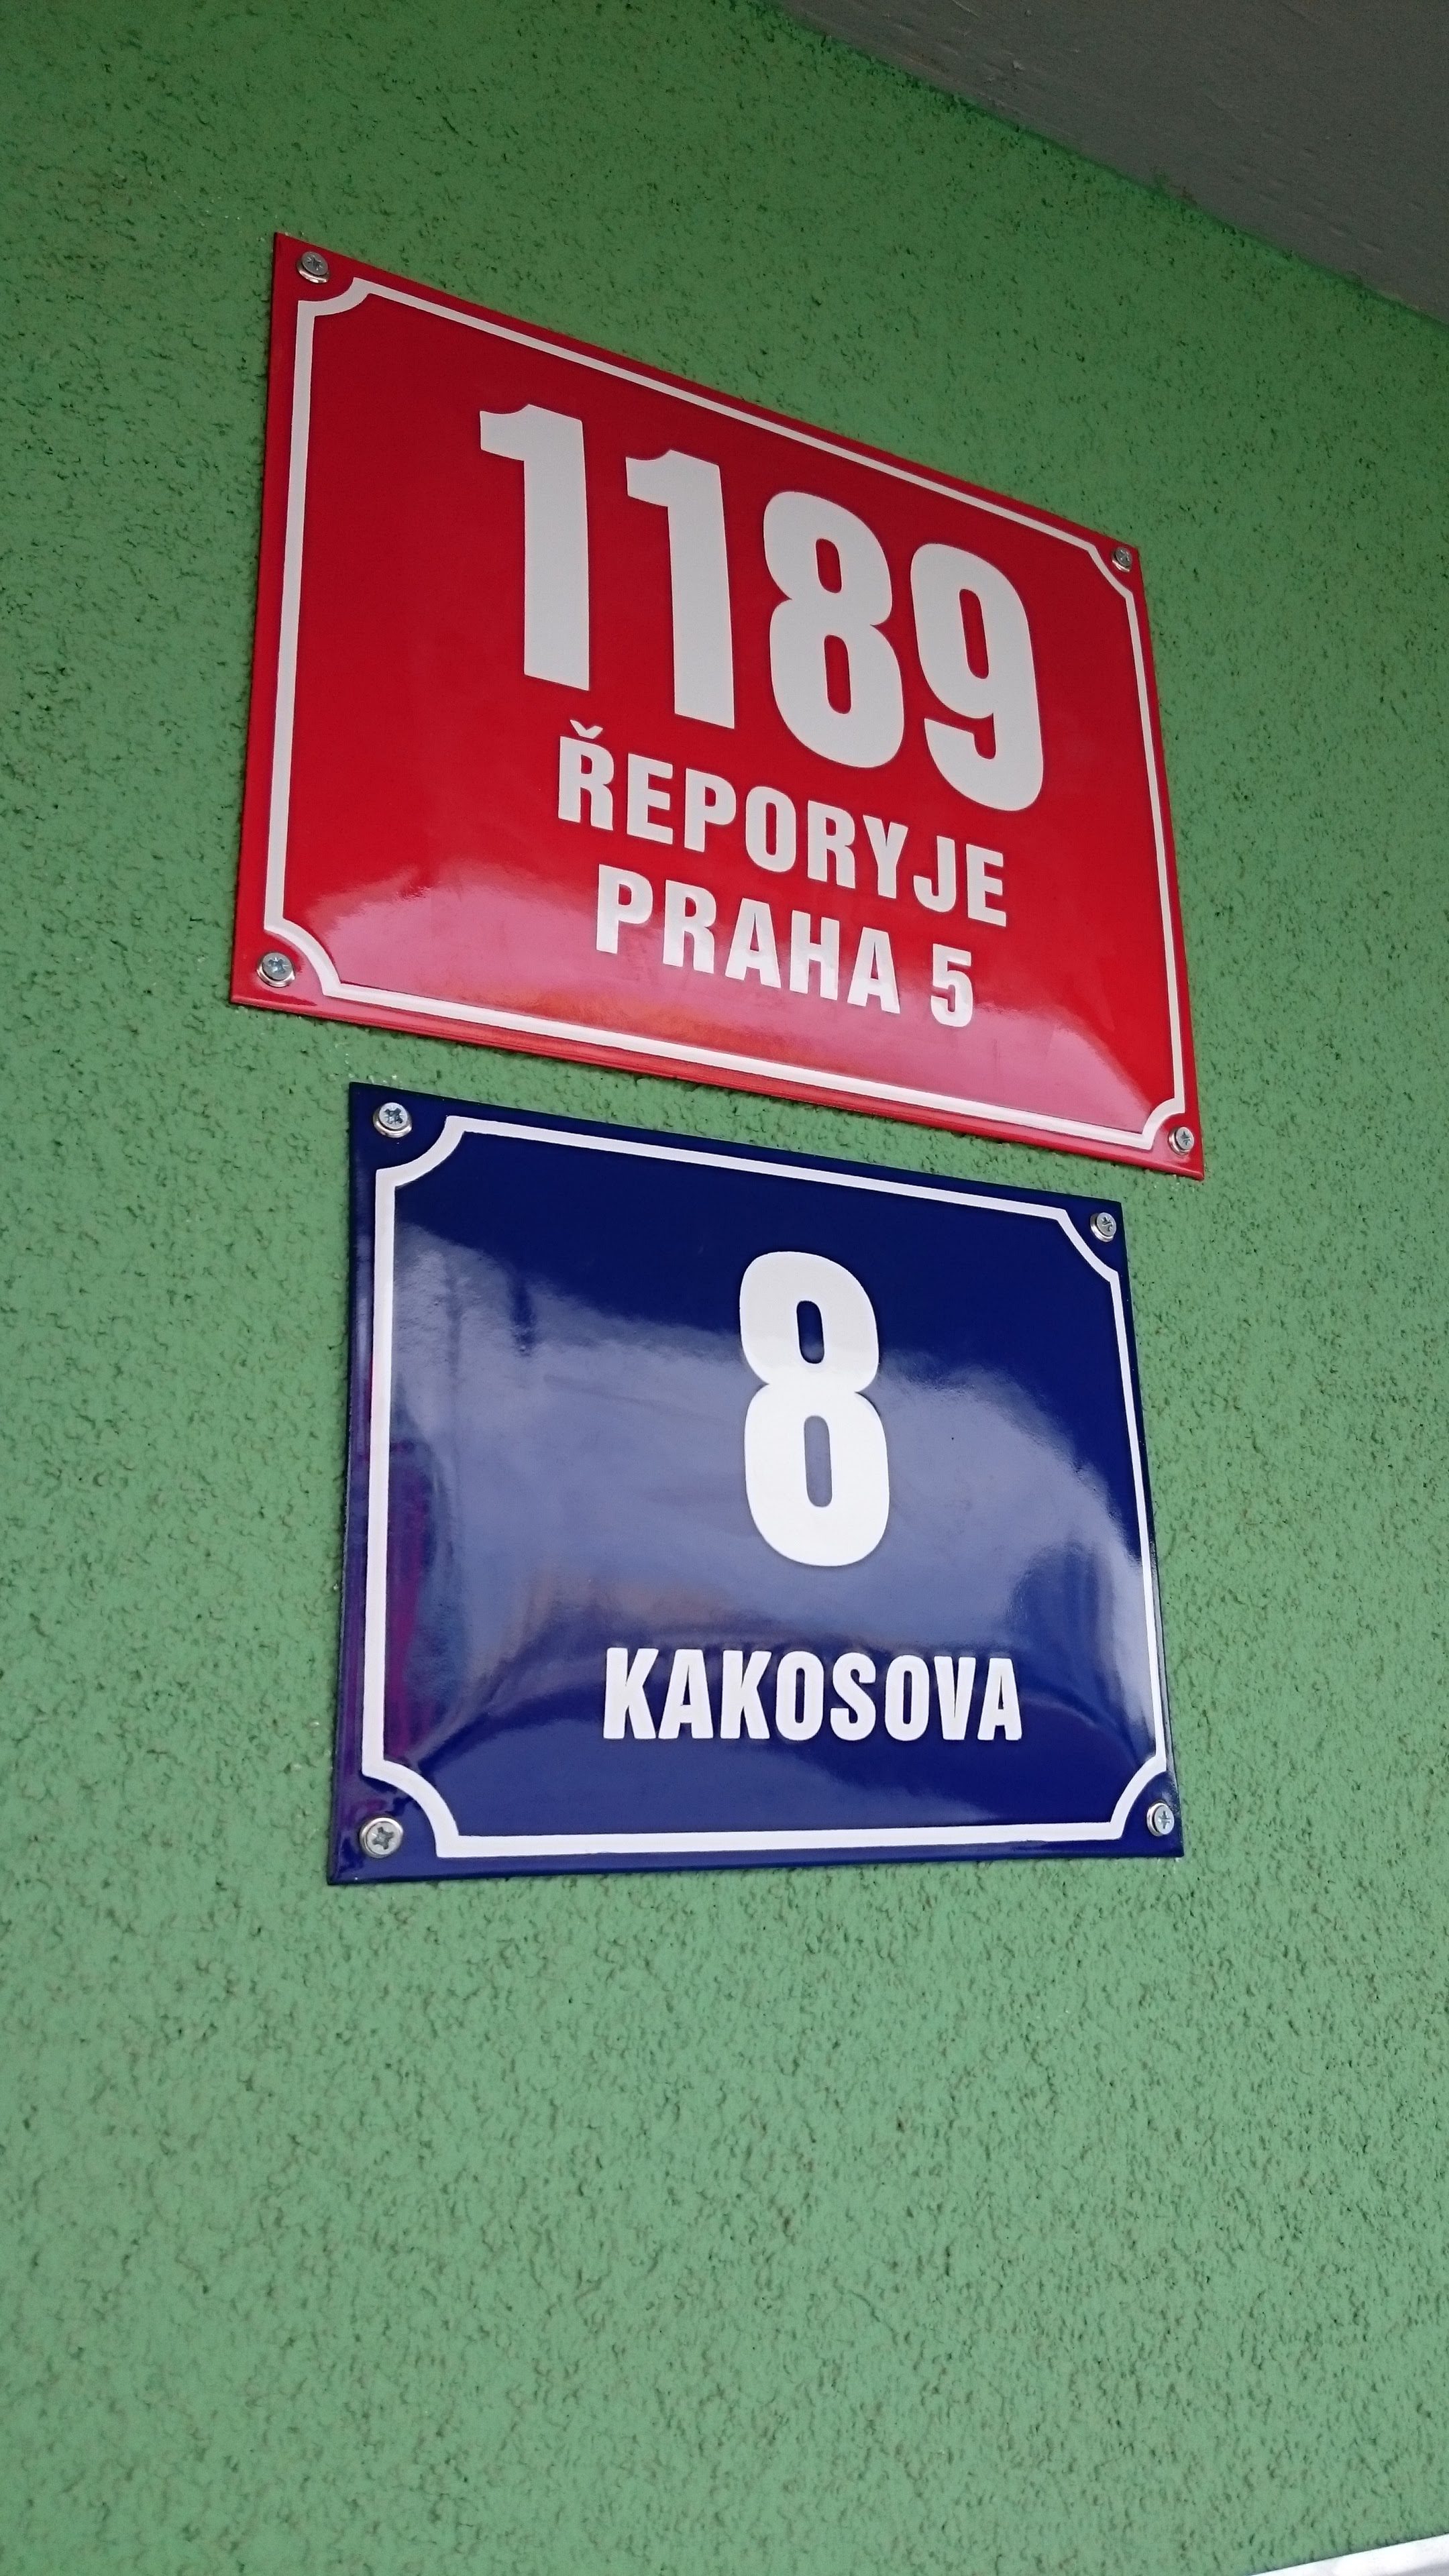 1189
ŘEPORYJE
PRAHA 5
8
KAKOSOVA